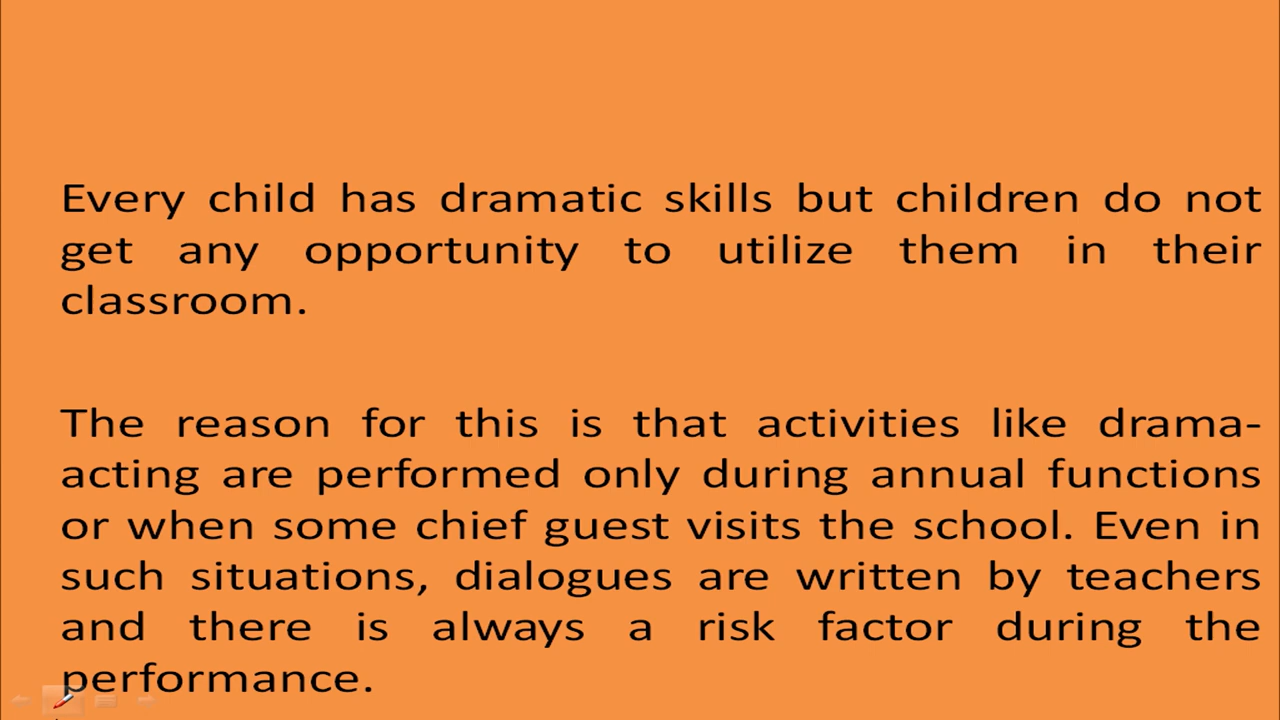 Every child has dramatic skills but children do not
get any opportunity to utilize them in their
classroom.
The reason for this is that activities like drama-
acting are performed only during annual functions
or when some chief guest visits the school. Even in
such situations, dialogues are written by teachers
and there is always a risk factor during the
performance.